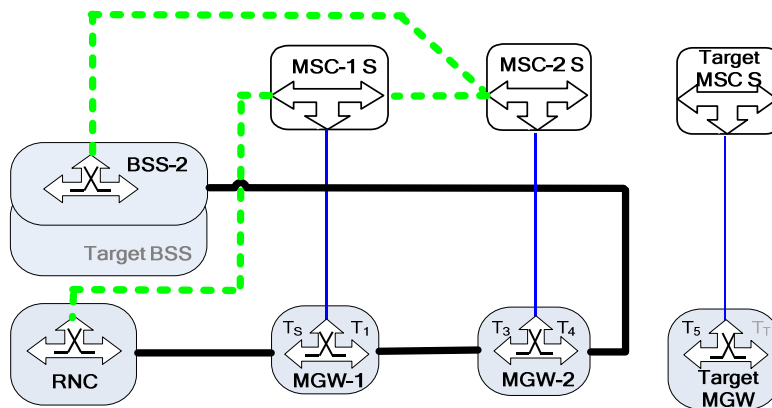 MSC-1 S
MSC-2 S
Target
MSC S
BSS-2
Target BSS
RNC
TS
T1
MGW-1
T3
T4
MGW-2
T5
TT
Target
MGW